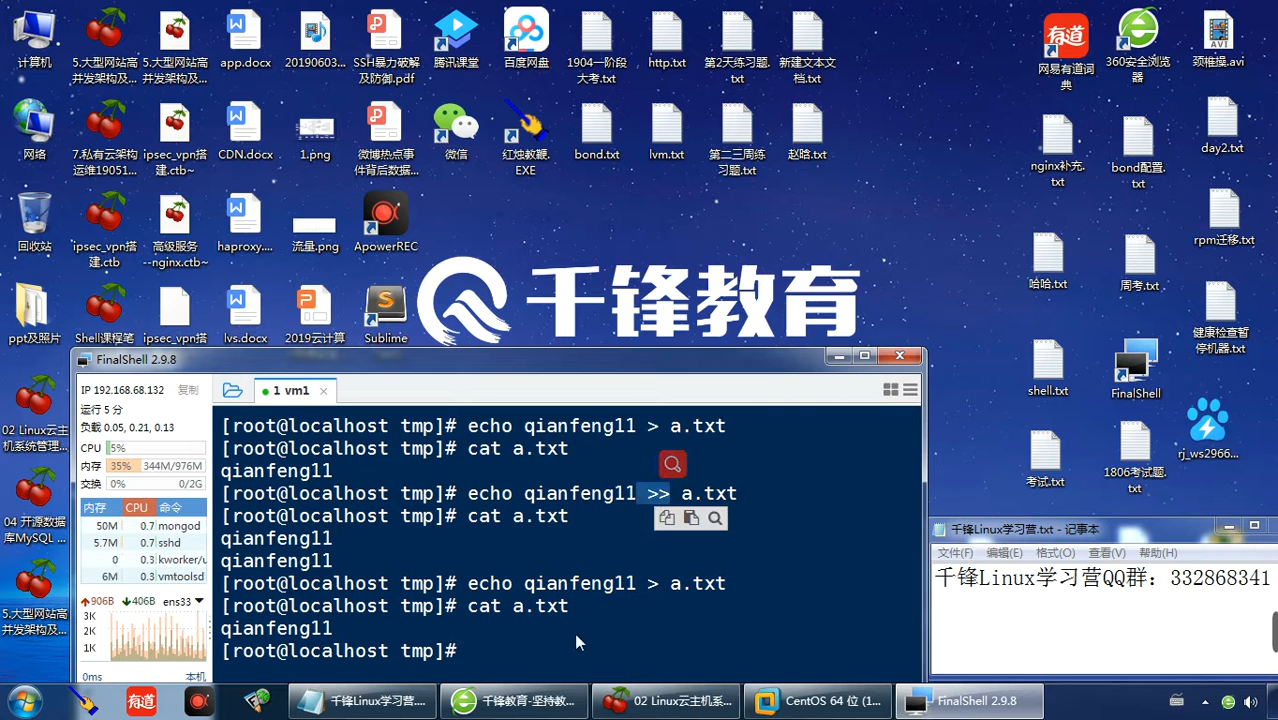 计算机
5.大型网站高
并发架构及...
5.大型网站高
并发架构及...
app.docx
20190603...
SSH暴力破解
及防御.pdf
腾讯课堂
百度网盘
1904一阶段
大考.txt
http.txt
第2天练习题.
txt
新建文本文
档.txt
有道
网易有道词
典
360安全浏览
器
AVI
颈椎操.avi
网络
7.私有云架构
运维19051...
ipsec_vpn搭
建.ctb~
CDN.docx
1.png
微博热点事
件背后数据...
微信
红烛教鞭.
EXE
bond.txt
lvm.txt
第二三周练
习题.txt
赵晗.txt
nginx补充.
txt
bond配置.
txt
day2.txt
回收站
ipsec_vpn搭
建.ctb
高级服务
--nginx.ctb~
haproxy....
流量.png
ApowerREC
哈哈.txt
周考.txt
rpm迁移.txt
千锋教育
ppt及照片
Shell课程笔
ipsec_vpn搭
lvs.docx
2019云计算
Sublime
健康检查暂
停机器.txt
shell.txt
FinalShell
02 Linux云主
机系统管理...
04 开源数据
库MySQL ...
5.大型网站高
并发架构及...
考试.txt
1806考试题.
txt
rj_ws2966...
FinalShell 2.9.8
IP 192.168.68.132 复制
运行 5 分
负载 0.05, 0.21, 0.13
CPU 5%
内存 35% 344M/976M
交换 0% 0/2G
内存 CPU 命令
50M 0.7 mongod
5.7M 0.7 sshd
0 0.3 kworker/u
6M 0.3 vmtoolsd
906B 406B ens33
3K
2K
1K
0ms 本机
1 vm1
[root@localhost tmp]# echo qianfeng11 > a.txt
[root@localhost tmp]# cat a.txt
qianfeng11
[root@localhost tmp]# echo qianfeng11 >> a.txt
[root@localhost tmp]# cat a.txt
qianfeng11
qianfeng11
[root@localhost tmp]# echo qianfeng11 > a.txt
[root@localhost tmp]# cat a.txt
qianfeng11
[root@localhost tmp]#
千锋Linux学习营.txt - 记事本
文件(F) 编辑(E) 格式(O) 查看(V) 帮助(H)
千锋Linux学习营QQ群：332868341
有道
千锋Linux学习营....
千锋教育-坚持教...
02 Linux云主机系...
CentOS 64 位 (1...
FinalShell 2.9.8